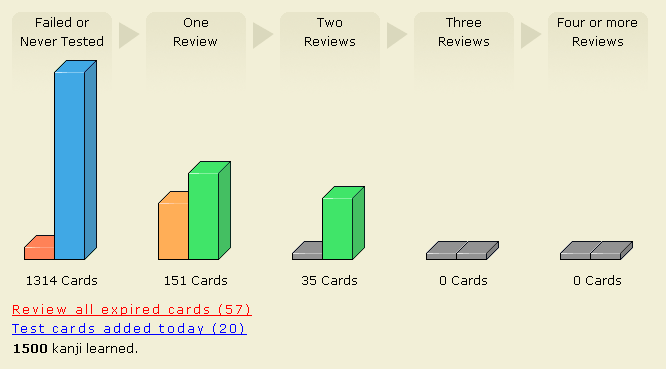 Failed or
Never Tested
One
Review
Two
Reviews
Three
Reviews
Four or more
Reviews
1314 Cards
151 Cards
35 Cards
0 Cards
0 Cards
Review all expired cards (57)
Test cards added today (20)
1500 kanji learned.